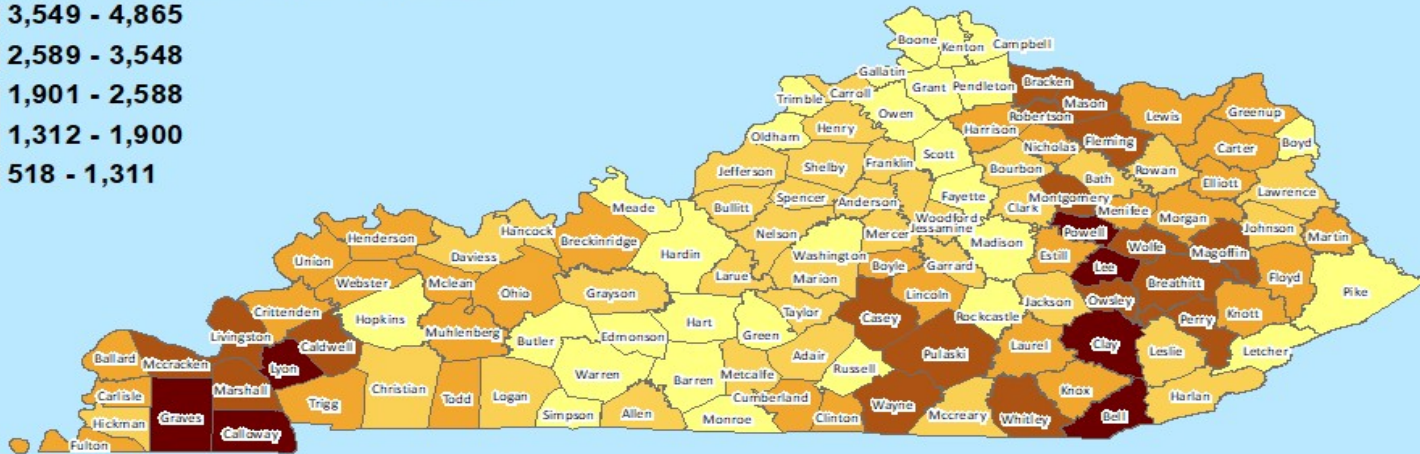 3,549 - 4,865
2,589 - 3,548
1,901 - 2,588
1,312 - 1,900
518 - 1,311
Boone
Kenton
Campbell
Gallatin
Grant
Pendleton
Bracken
Trimble
Carroll
Owen
Mason
Robertson
Lewis
Greenup
Oldham
Henry
Harrison
Nicholas
Fleming
Carter
Boyd
Jefferson
Shelby
Franklin
Scott
Bourbon
Bath
Rowan
Elliott
Lawrence
Meade
Bullitt
Spencer
Anderson
Fayette
Woodford
Clark
Montgomery
Menifee
Morgan
Hancock
Breckinridge
Nelson
Mercer
Jessamine
Madison
Powell
Johnson
Martin
Henderson
Daviess
Hardin
Washington
Boyle
Garrard
Estill
Lee
Wolfe
Magoffin
Floyd
Union
Webster
Mclean
Ohio
Grayson
Larue
Marion
Lincoln
Jackson
Owsley
Breathitt
Knott
Pike
Crittenden
Hopkins
Muhlenberg
Butler
Edmonson
Hart
Green
Taylor
Casey
Rockcastle
Perry
Livingston
Caldwell
Lyon
Warren
Barren
Metcalfe
Adair
Russell
Pulaski
Laurel
Clay
Leslie
Letcher
Ballard
Mccracken
Marshall
Trigg
Christian
Todd
Logan
Simpson
Allen
Monroe
Cumberland
Clinton
Wayne
Mccreary
Whitley
Knox
Bell
Harlan
Carlisle
Hickman
Graves
Calloway
Fulton